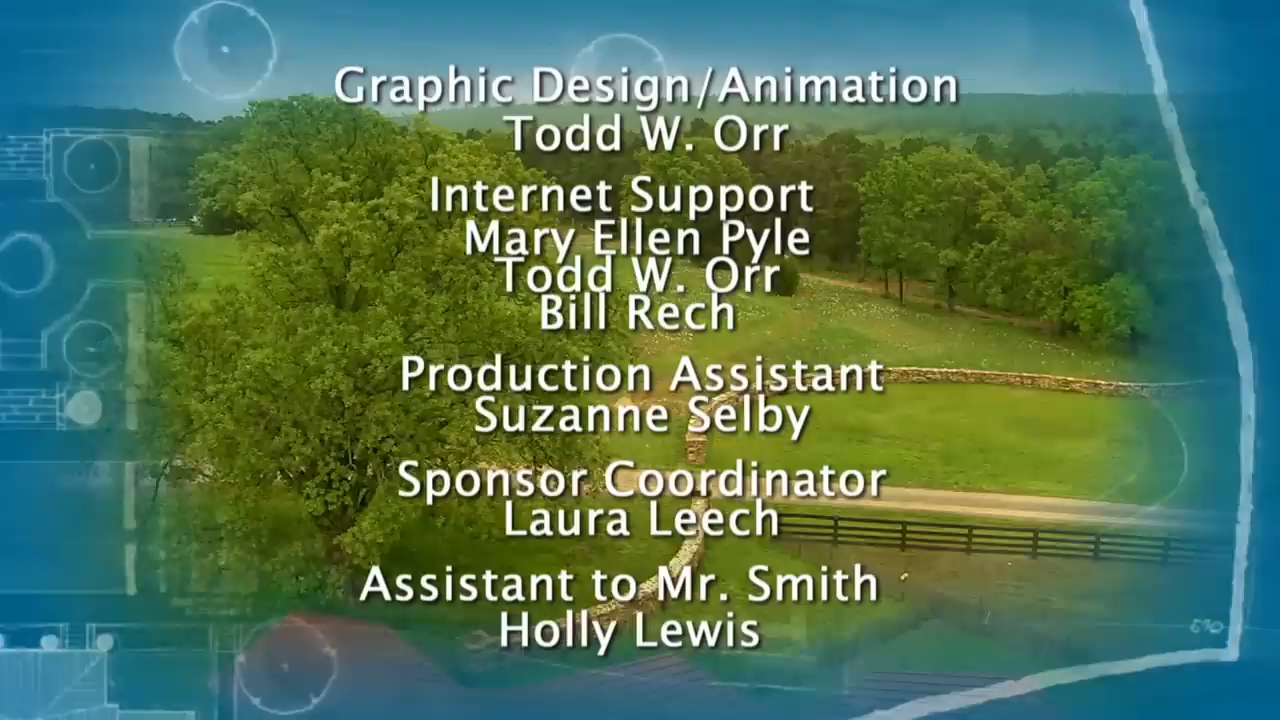 Graphic Design/Animation
Todd W. Orr
Internet Support
Mary Ellen Pyle
Todd W. Orr
Bill Rech
Production Assistant
Suzanne Selby
Sponsor Coordinator
Laura Leech
Assistant to Mr. Smith
Holly Lewis